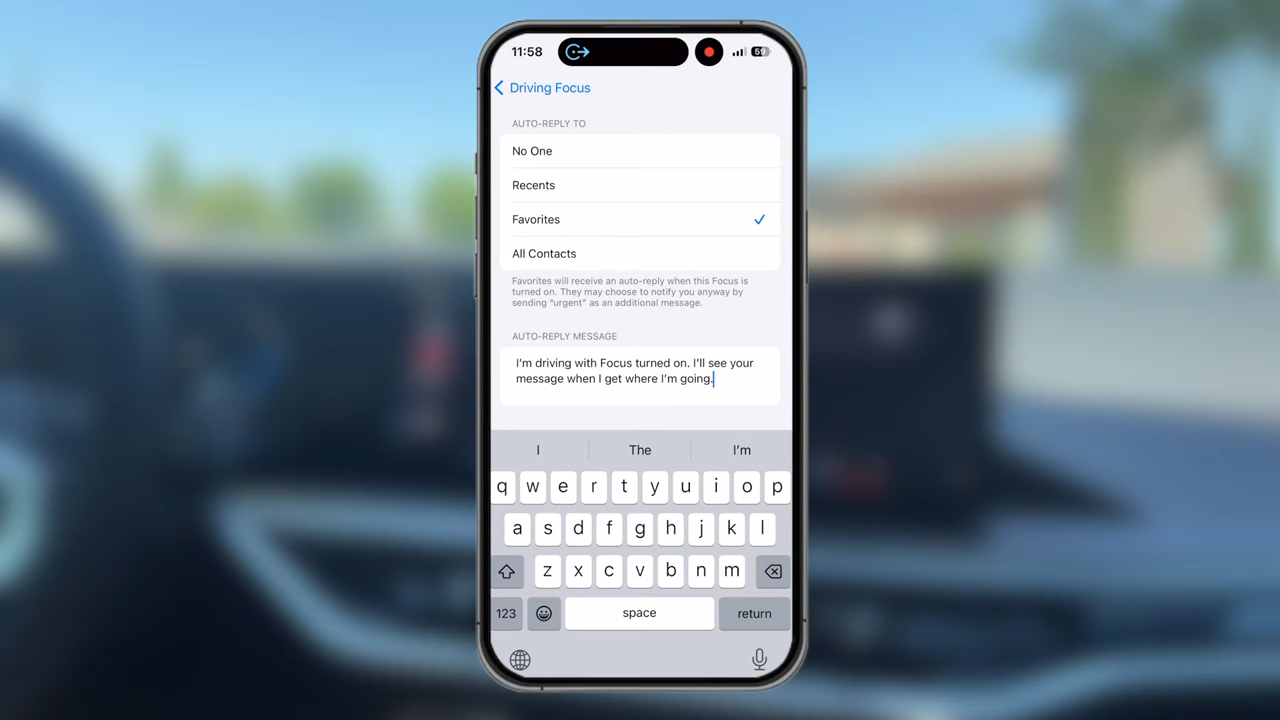 11:58
59
Driving Focus
AUTO-REPLY TO
No One
Recents
Favorites
All Contacts
Favorites will receive an auto-reply when this Focus is
turned on. They may choose to notify you anyway by
sending “urgent” as an additional message.
AUTO-REPLY MESSAGE
I’m driving with Focus turned on. I’ll see your
message when I get where I’m going.
I The I’m
q w e r t y u i o p
a s d f g h j k l
z x c v b n m
123 space return